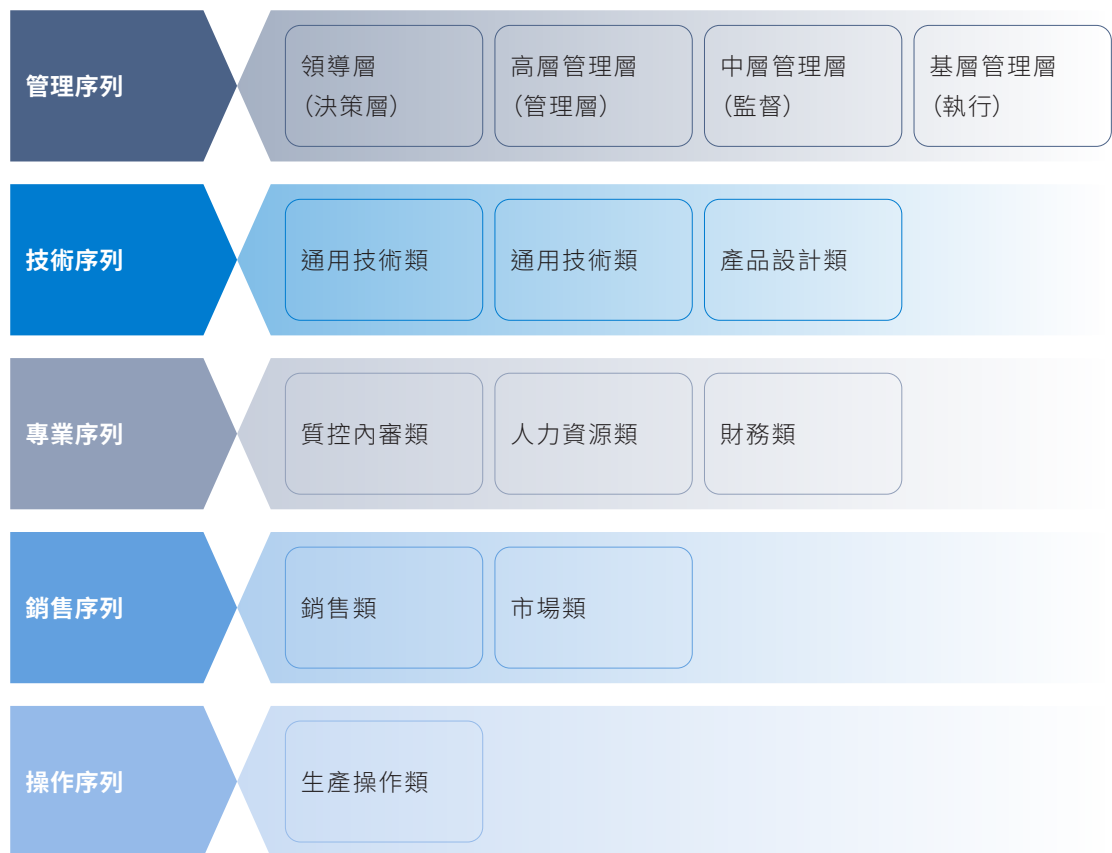 管理序列
領導層
（決策層）
高層管理層
（管理層）
中層管理層
（監督）
基層管理層
（執行）
技術序列
通用技術類
通用技術類
產品設計類
專業序列
質控內審類
人力資源類
財務類
銷售序列
銷售類
市場類
操作序列
生產操作類